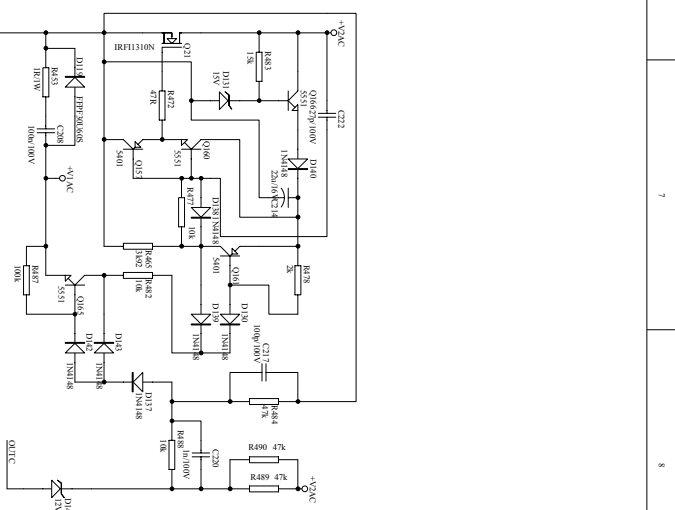 +V2AC
Q21
IRFI1310N
R483
15k
D131
15V
Q166
5551
27p/100V
C222
D119
FFPF30U60S
R453
1R/1W
R472
47R
C208
100n/100V
D140
1N4148
Q160
5551
5401
22u/16V
C214
+V1AC
R477
10k
D138
1N4148
R465
3k92
R482
10k
Q161
5401
R478
2k
R487
100k
Q165
5551
D139
1N4148
D130
1N4148
D142
1N4148
D143
1N4148
C217
100p/100V
D137
1N4148
R484
47k
R488
10k
1n/100V
C220
R490 47k
R489 47k
+V2AC
OUTC
7
8